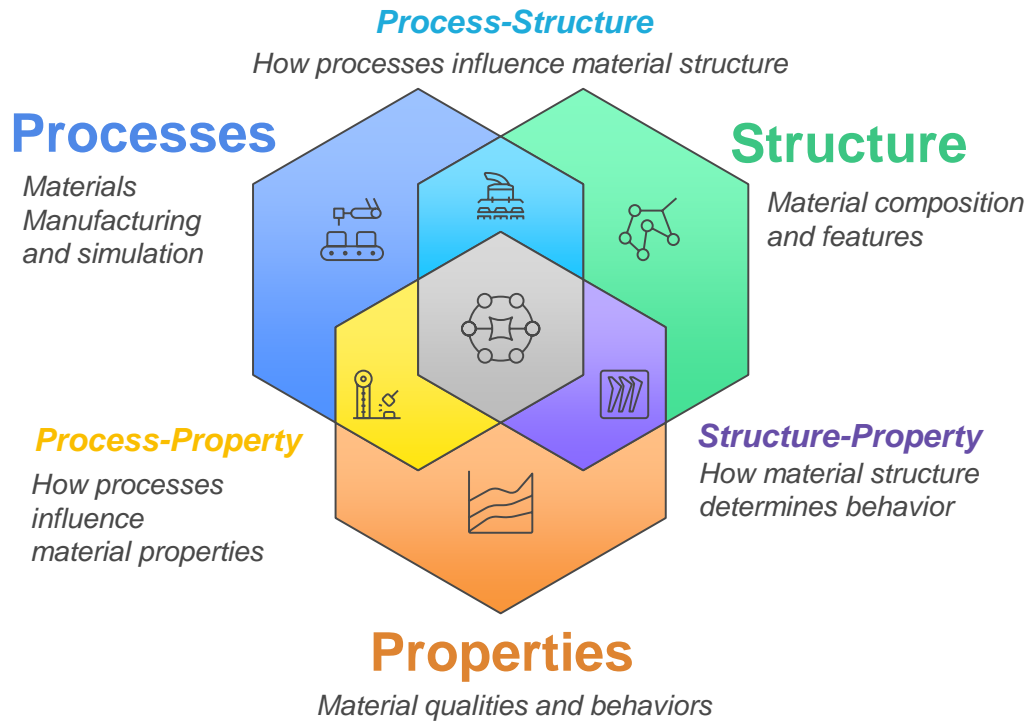 Process-Structure
How processes influence material structure
Processes
Materials
Manufacturing
and simulation
Structure
Material composition
and features
Process-Property
How processes
influence
material properties
Structure-Property
How material structure
determines behavior
Properties
Material qualities and behaviors